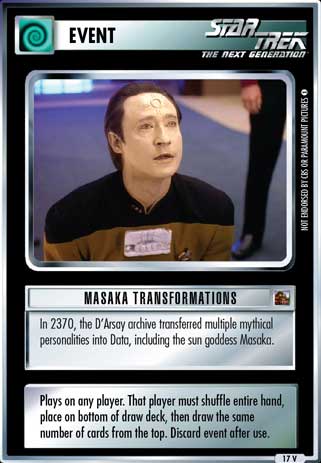 EVENT
STAR TREK
THE NEXT GENERATION
NOT ENDORSED BY CBS OR PARAMOUNT PICTURES
MASAKA TRANSFORMATIONS
In 2370, the D'Arsay archive transferred multiple mythical
personalities into Data, including the sun goddess Masaka.
Plays on any player. That player must shuffle entire hand,
place on bottom of draw deck, then draw the same
number of cards from the top. Discard event after use.
17 V